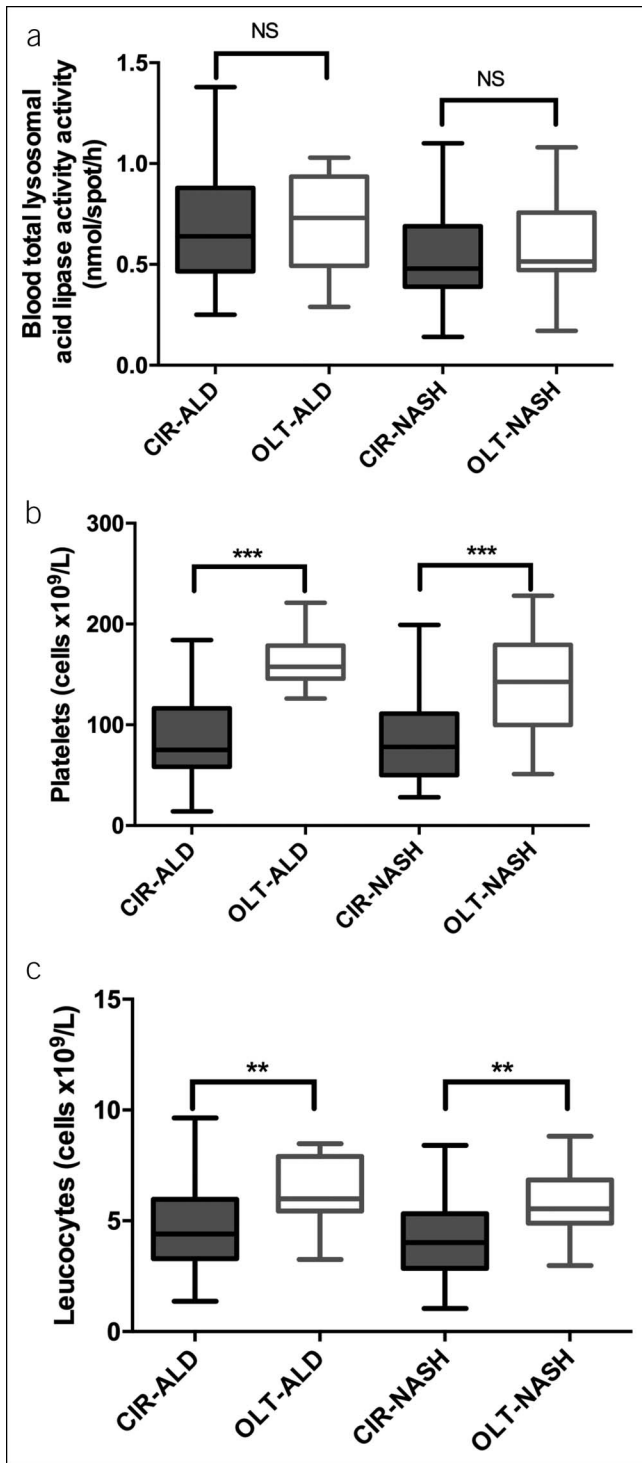 a
NS
NS
Blood total lysosomal
acid lipase activity activity
(nmol/spot/h)
1.5
1.0
0.5
0.0
CIR-ALD
OLT-ALD
CIR-NASH
OLT-NASH
b
Platelets (cells x10⁹/L)
300
200
100
0
***
***
CIR-ALD
OLT-ALD
CIR-NASH
OLT-NASH
c
Leucocytes (cells x10⁹/L)
15
10
5
0
**
**
CIR-ALD
OLT-ALD
CIR-NASH
OLT-NASH